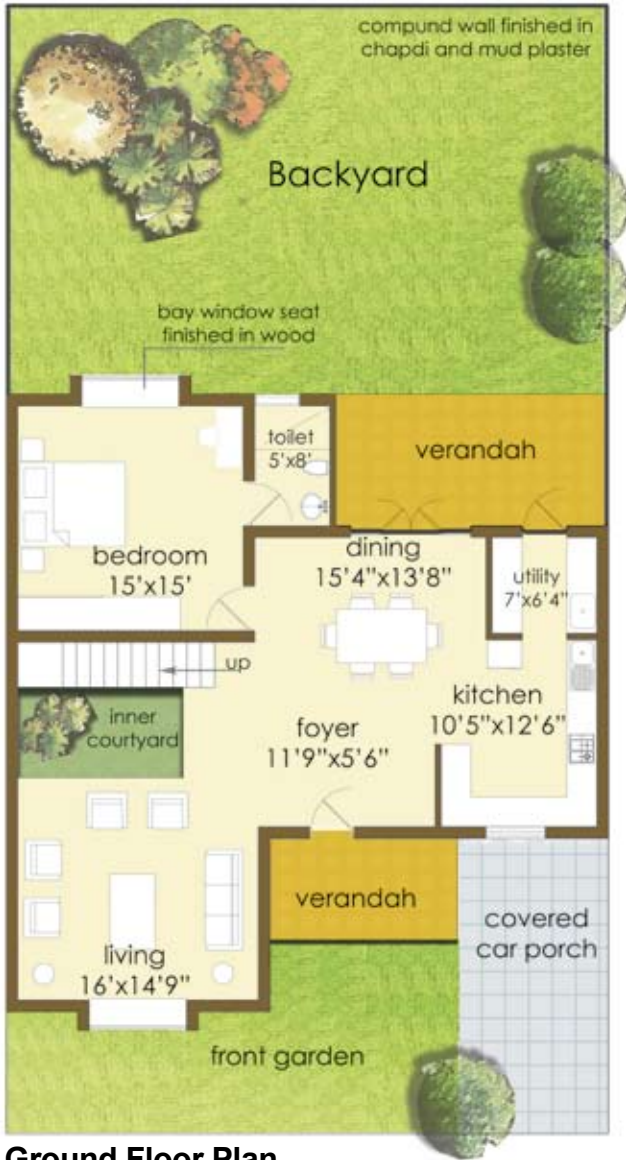 compund wall finished in
chapdi and mud plaster
Backyard
bay window seat
finished in wood
toilet
5'x8'
verandah
bedroom
15'x15'
dining
15'4"x13'8"
utility
7'x6'4"
up
inner
courtyard
foyer
11'9"x5'6"
kitchen
10'5"x12'6"
verandah
covered
car porch
living
16'x14'9"
front garden
Ground Floor Plan